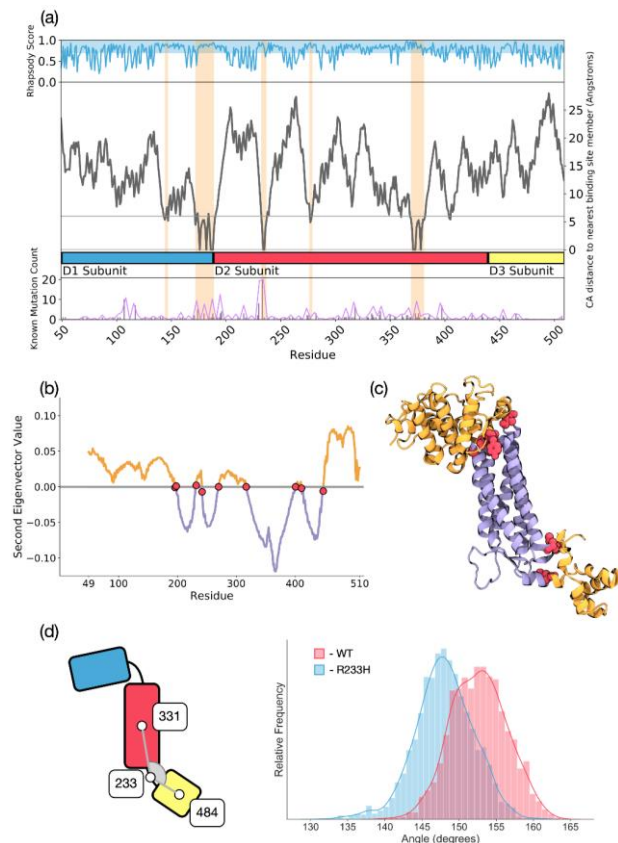 (a)
Rhapsody Score
1.0
0.5
0.0
CA distance to nearest binding site member (Angstroms)
25
20
15
10
5
0
D1 Subunit
D2 Subunit
D3 Subunit
Known Mutation Count
20
10
0
50
100
150
200
250
300
350
400
450
500
Residue
(b)
Second Eigenvector Value
0.10
0.05
0.00
−0.05
−0.10
49
100
200
300
400
510
Residue
(c)
(d)
331
233
484
- WT
- R233H
Relative Frequency
130
135
140
145
150
155
160
165
Angle (degrees)